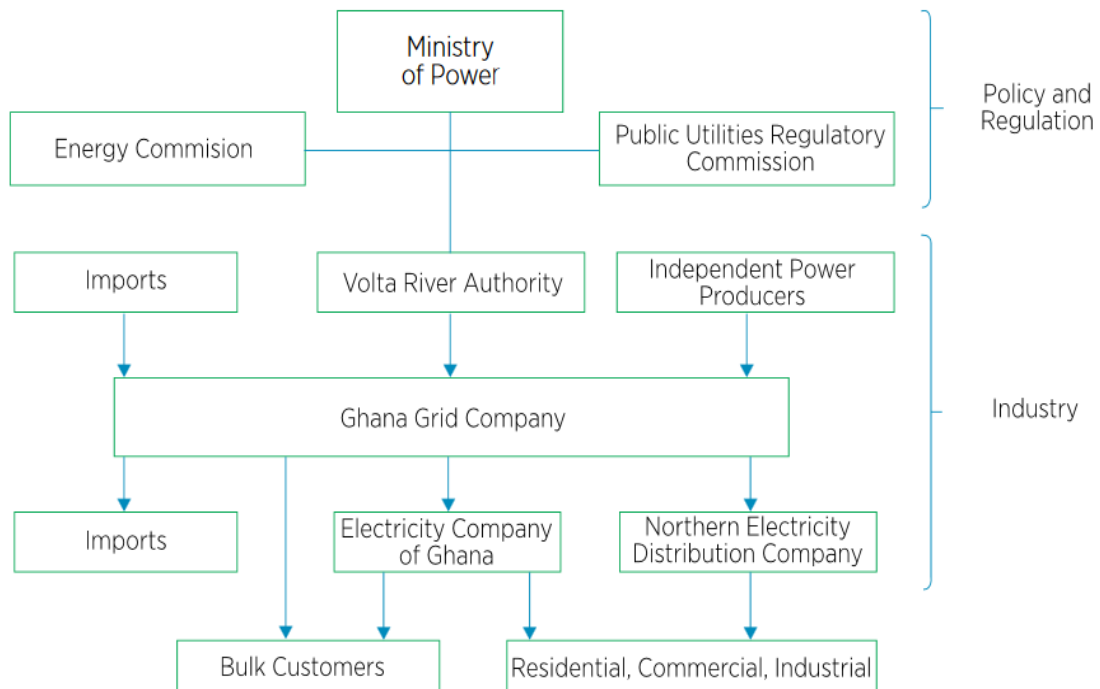 Ministry
of Power
Policy and
Regulation
Energy Commision
Public Utilities Regulatory
Commission
Imports
Volta River Authority
Independent Power
Producers
Ghana Grid Company
Industry
Imports
Electricity Company
of Ghana
Northern Electricity
Distribution Company
Bulk Customers
Residential, Commercial, Industrial